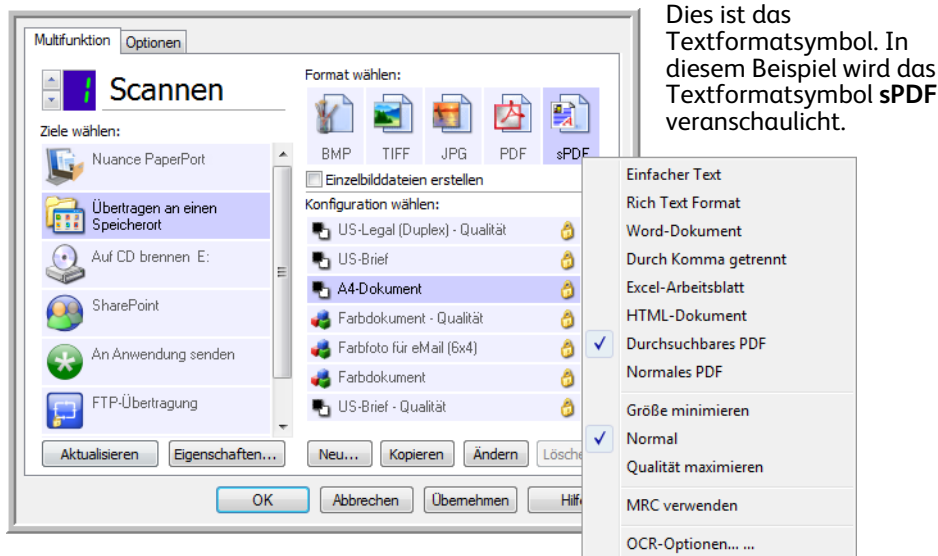 Dies ist das
Textformatsymbol. In
diesem Beispiel wird das
Textformatsymbol sPDF
veranschaulicht.
Multifunktion
Optionen
1
Scannen
Ziele wählen:
Nuance PaperPort
Übertragen an einen
Speicherort
Auf CD brennen E:
SharePoint
An Anwendung senden
FTP-Übertragung
Aktualisieren
Eigenschaften...
Format wählen:
BMP TIFF JPG PDF sPDF
Einzelbilddateien erstellen
Konfiguration wählen:
US-Legal (Duplex) - Qualität
US-Brief
A4-Dokument
Farbdokument - Qualität
Farbfoto für eMail (6x4)
Farbdokument
US-Brief - Qualität
Neu... Kopieren Ändern Lösche
OK Abbrechen Übernehmen Hilfe
Einfacher Text
Rich Text Format
Word-Dokument
Durch Komma getrennt
Excel-Arbeitsblatt
HTML-Dokument
Durchsuchbares PDF
Normales PDF
Größe minimieren
Normal
Qualität maximieren
MRC verwenden
OCR-Optionen... ...